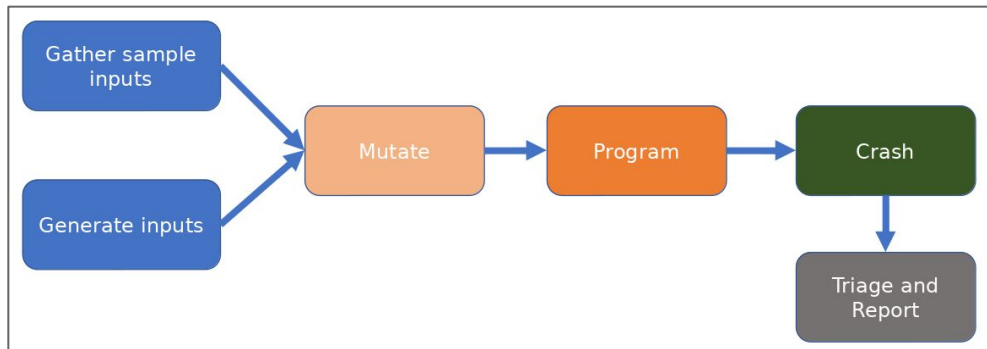 Gather sample
inputs
Generate inputs
Mutate
Program
Crash
Triage and
Report